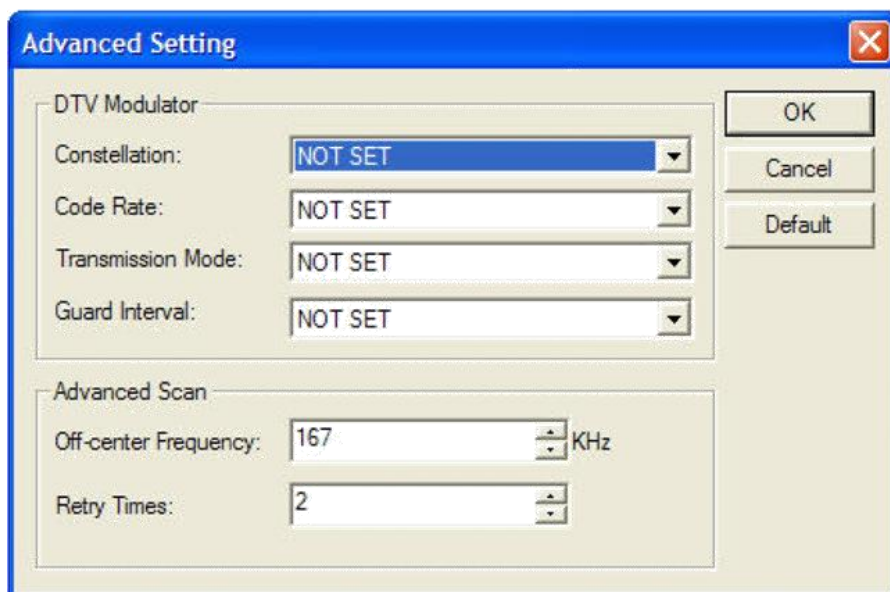 Advanced Setting
DTV Modulator
Constellation: NOT SET
Code Rate: NOT SET
Transmission Mode: NOT SET
Guard Interval: NOT SET
OK
Cancel
Default
Advanced Scan
Off-center Frequency: 167 KHz
Retry Times: 2